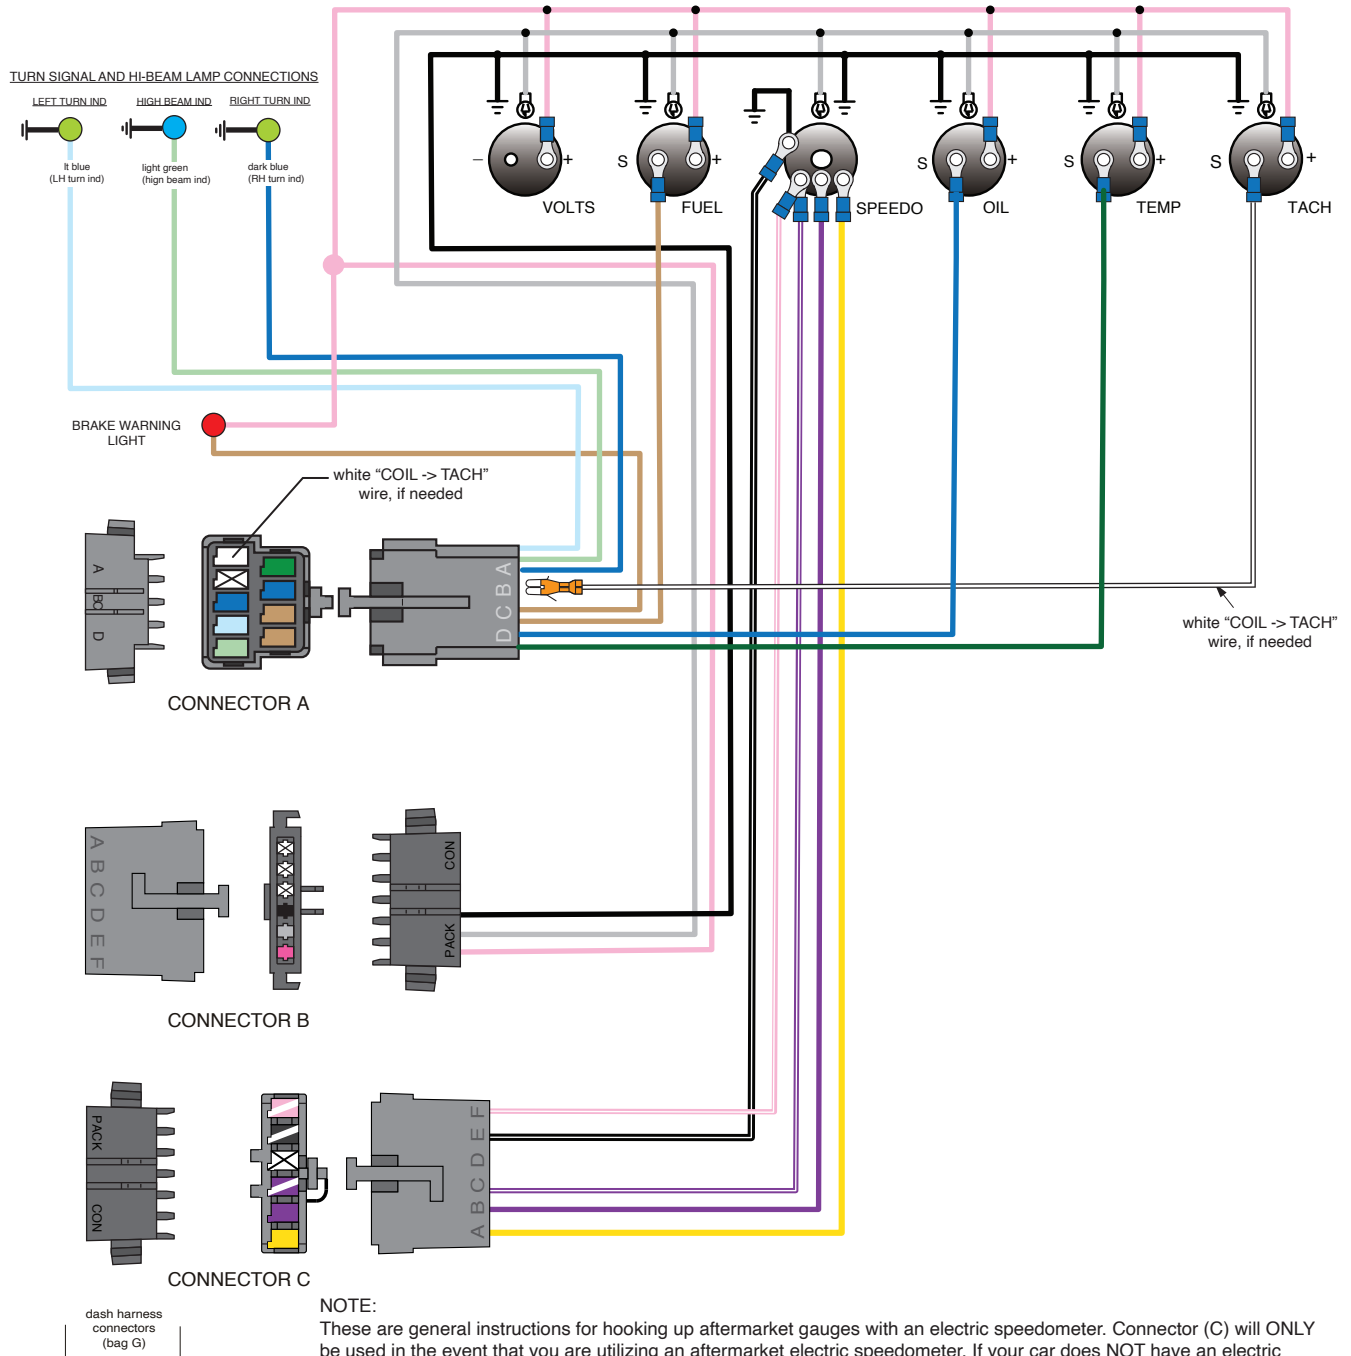 TURN SIGNAL AND HI-BEAM LAMP CONNECTIONS
LEFT TURN IND
HIGH BEAM IND
RIGHT TURN IND
lt blue
(LH turn ind)
light green
(hign beam ind)
dark blue
(RH turn ind)
– +
VOLTS
S +
FUEL
SPEEDO
S +
OIL
S +
TEMP
S +
TACH
BRAKE WARNING
LIGHT
white “COIL -> TACH”
wire, if needed
A
BC
D
D C B A
white “COIL -> TACH”
wire, if needed
CONNECTOR A
A B C D E F
CON
PACK
CONNECTOR B
PACK
CON
A B C D E F
CONNECTOR C
dash harness
connectors
(bag G)
NOTE:
These are general instructions for hooking up aftermarket gauges with an electric speedometer. Connector (C) will ONLY
be used in the event that you are utilizing an aftermarket electric speedometer. If your car does NOT have an electric